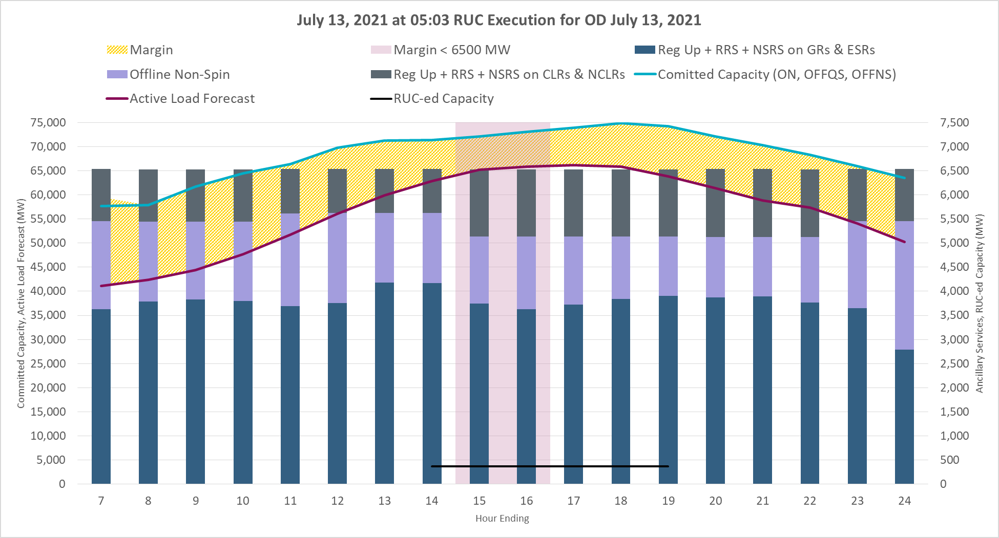 July 13, 2021 at 05:03 RUC Execution for OD July 13, 2021
Margin
Margin < 6500 MW
Reg Up + RRS + NSRS on GRs & ESRs
Offline Non-Spin
Reg Up + RRS + NSRS on CLRs & NCLRs
Comitted Capacity (ON, OFFQS, OFFNS)
Active Load Forecast
RUC-ed Capacity
Committed Capacity, Active Load Forecast (MW)
75,000
70,000
65,000
60,000
55,000
50,000
45,000
40,000
35,000
30,000
25,000
20,000
15,000
10,000
5,000
0
7,500
7,000
6,500
6,000
5,500
5,000
4,500
4,000
3,500
3,000
2,500
2,000
1,500
1,000
500
0
Ancillary Services, RUC-ed Capacity (MW)
7 8 9 10 11 12 13 14 15 16 17 18 19 20 21 22 23 24
Hour Ending